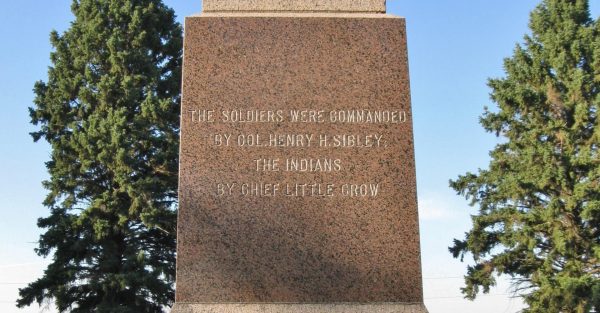 THE SOLDIERS WERE COMMANDED
BY COL. HENRY H. SIBLEY;
THE INDIANS
BY CHIEF LITTLE CROW